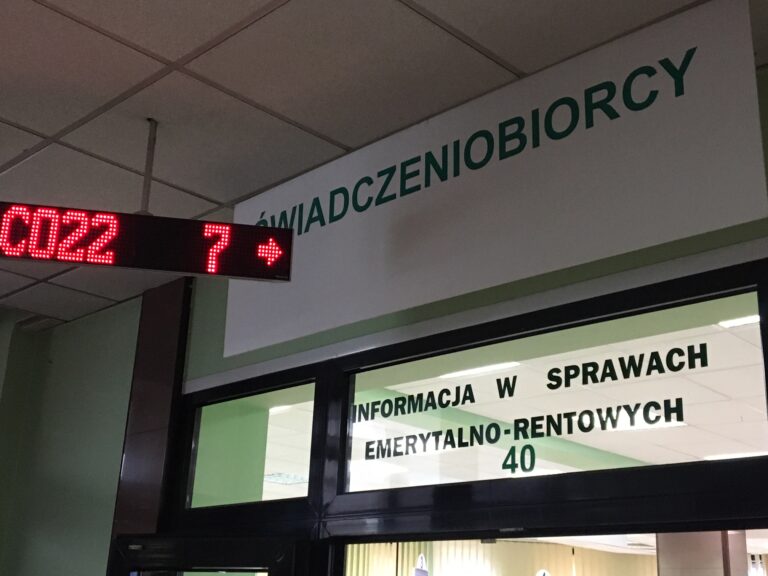 ŚWIADCZENIOBIORCY
C022 7 →
INFORMACJA W SPRAWACH
EMERYTALNO-RENTOWYCH
40